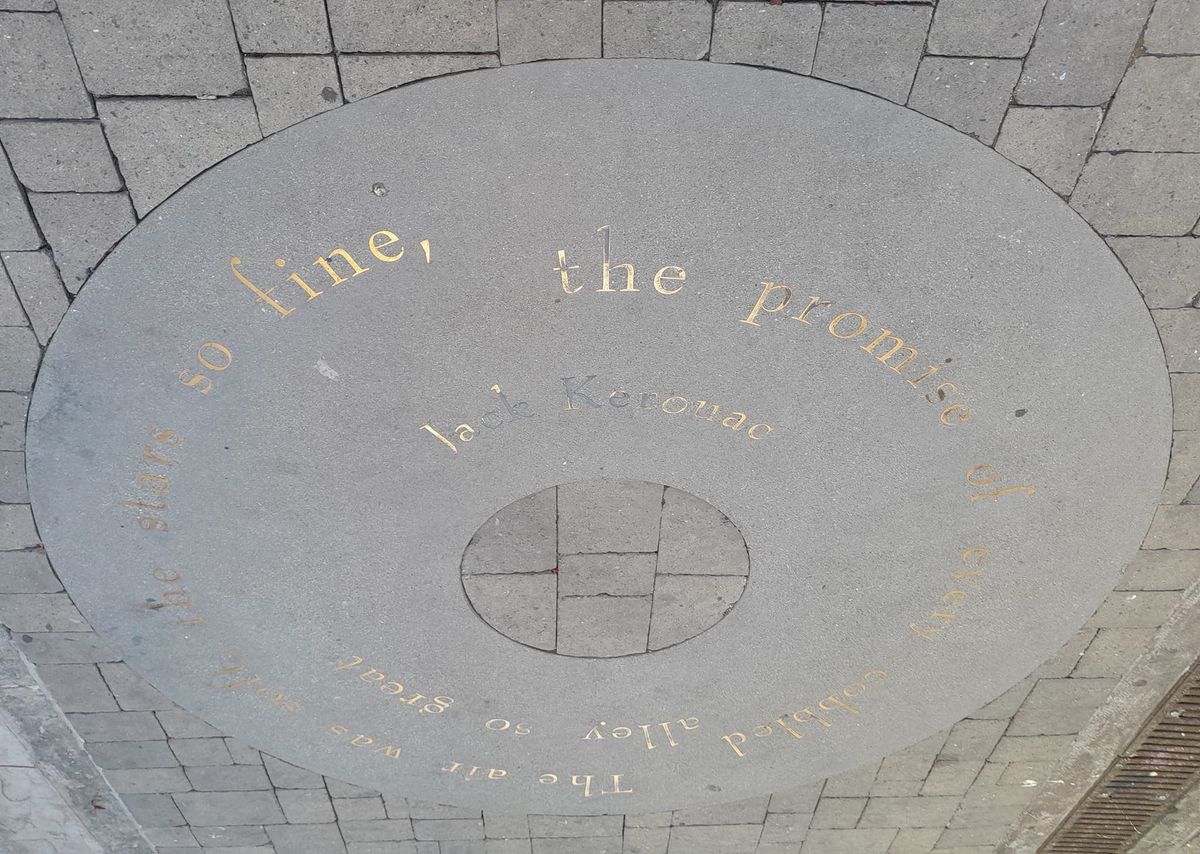 The air was soft, the stars so fine, the promise of every cobbled alley so great
Jack Kerouac